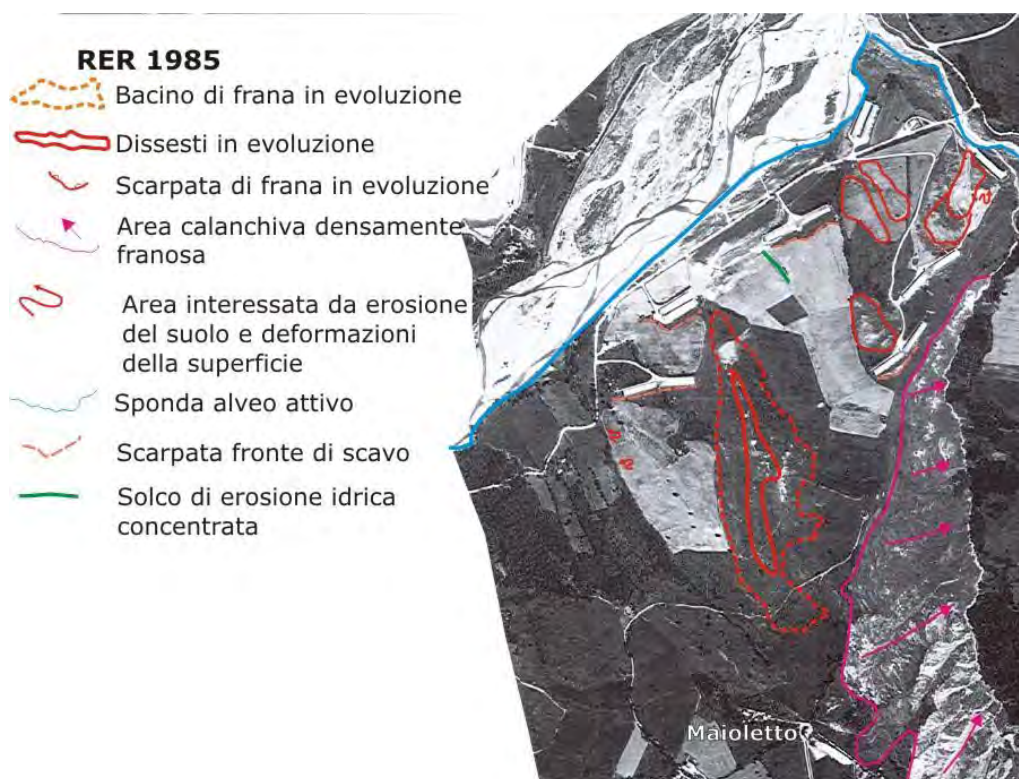 RER 1985
Bacino di frana in evoluzione
Dissesti in evoluzione
Scarpata di frana in evoluzione
Area calanchiva densamente
franosa
Area interessata da erosione
del suolo e deformazioni
della superficie
Sponda alveo attivo
Scarpata fronte di scavo
Solco di erosione idrica
concentrata
Maioletto